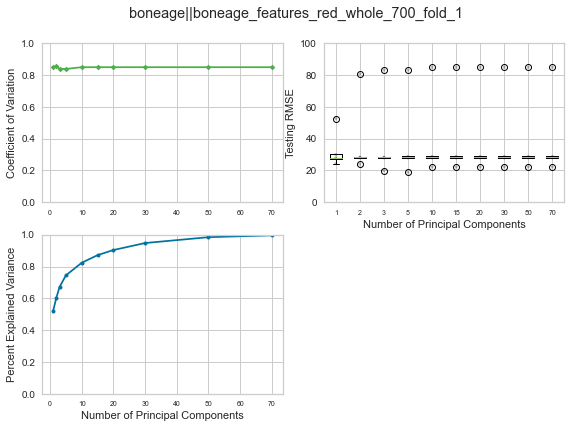 boneage||boneage_features_red_whole_700_fold_1
Coefficient of Variation
1.0
0.8
0.6
0.4
0.2
0.0
0 10 20 30 40 50 60 70
Testing RMSE
100
80
60
40
20
0
1 2 3 5 10 15 20 30 50 70
Number of Principal Components
Percent Explained Variance
1.0
0.8
0.6
0.4
0.2
0.0
0 10 20 30 40 50 60 70
Number of Principal Components